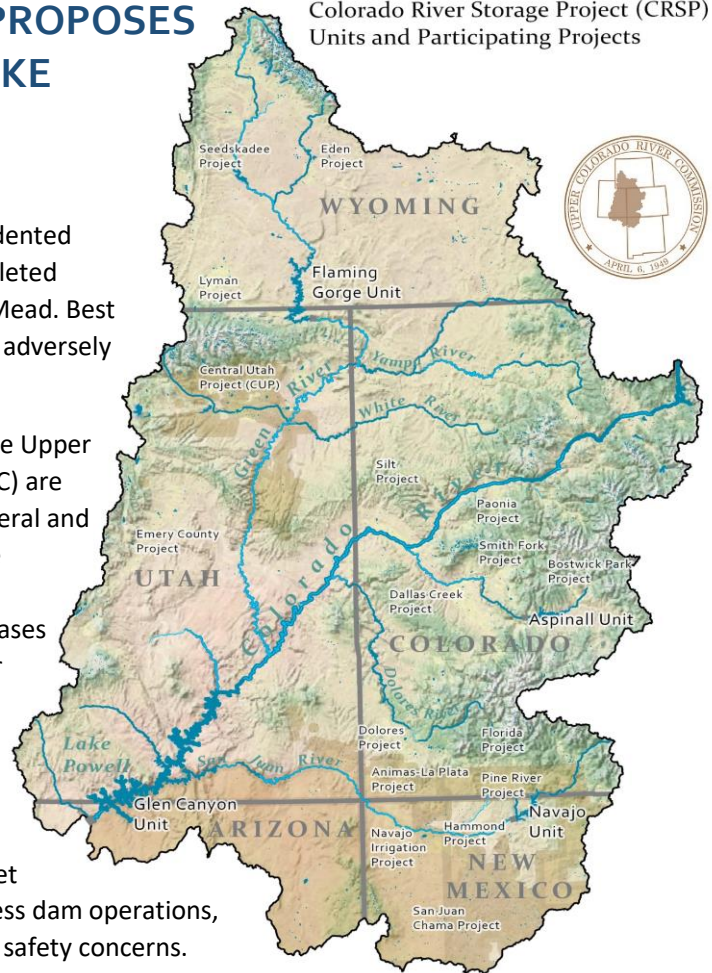 PROPOSES
KE
Colorado River Storage Project (CRSP)
Units and Participating Projects
dented
leted
Mead. Best
adversely
e Upper
C) are
eral and
ases
et
ess dam operations,
safety concerns.
UPPER COLORADO RIVER COMMISSION
APRIL 6, 1949
Seedskadee
Project
Eden
Project
WYOMING
Lyman
Project
Flaming
Gorge Unit
Central Utah
Project (CUP)
Yampa River
White River
Green River
Silt
Project
Paonia
Project
Emery County
Project
Smith Fork
Project
Bostwick Park
Project
UTAH
Dallas Creek
Project
Aspinall Unit
Colorado River
COLORADO
Dolores River
Lake
Powell
Dolores
Project
Florida
Project
San Juan River
Animas-La Plata
Project
Pine River
Project
Glen Canyon
Unit
ARIZONA
Navajo
Irrigation
Project
Hammond
Project
Navajo
Unit
NEW
MEXICO
San Juan
Chama Project